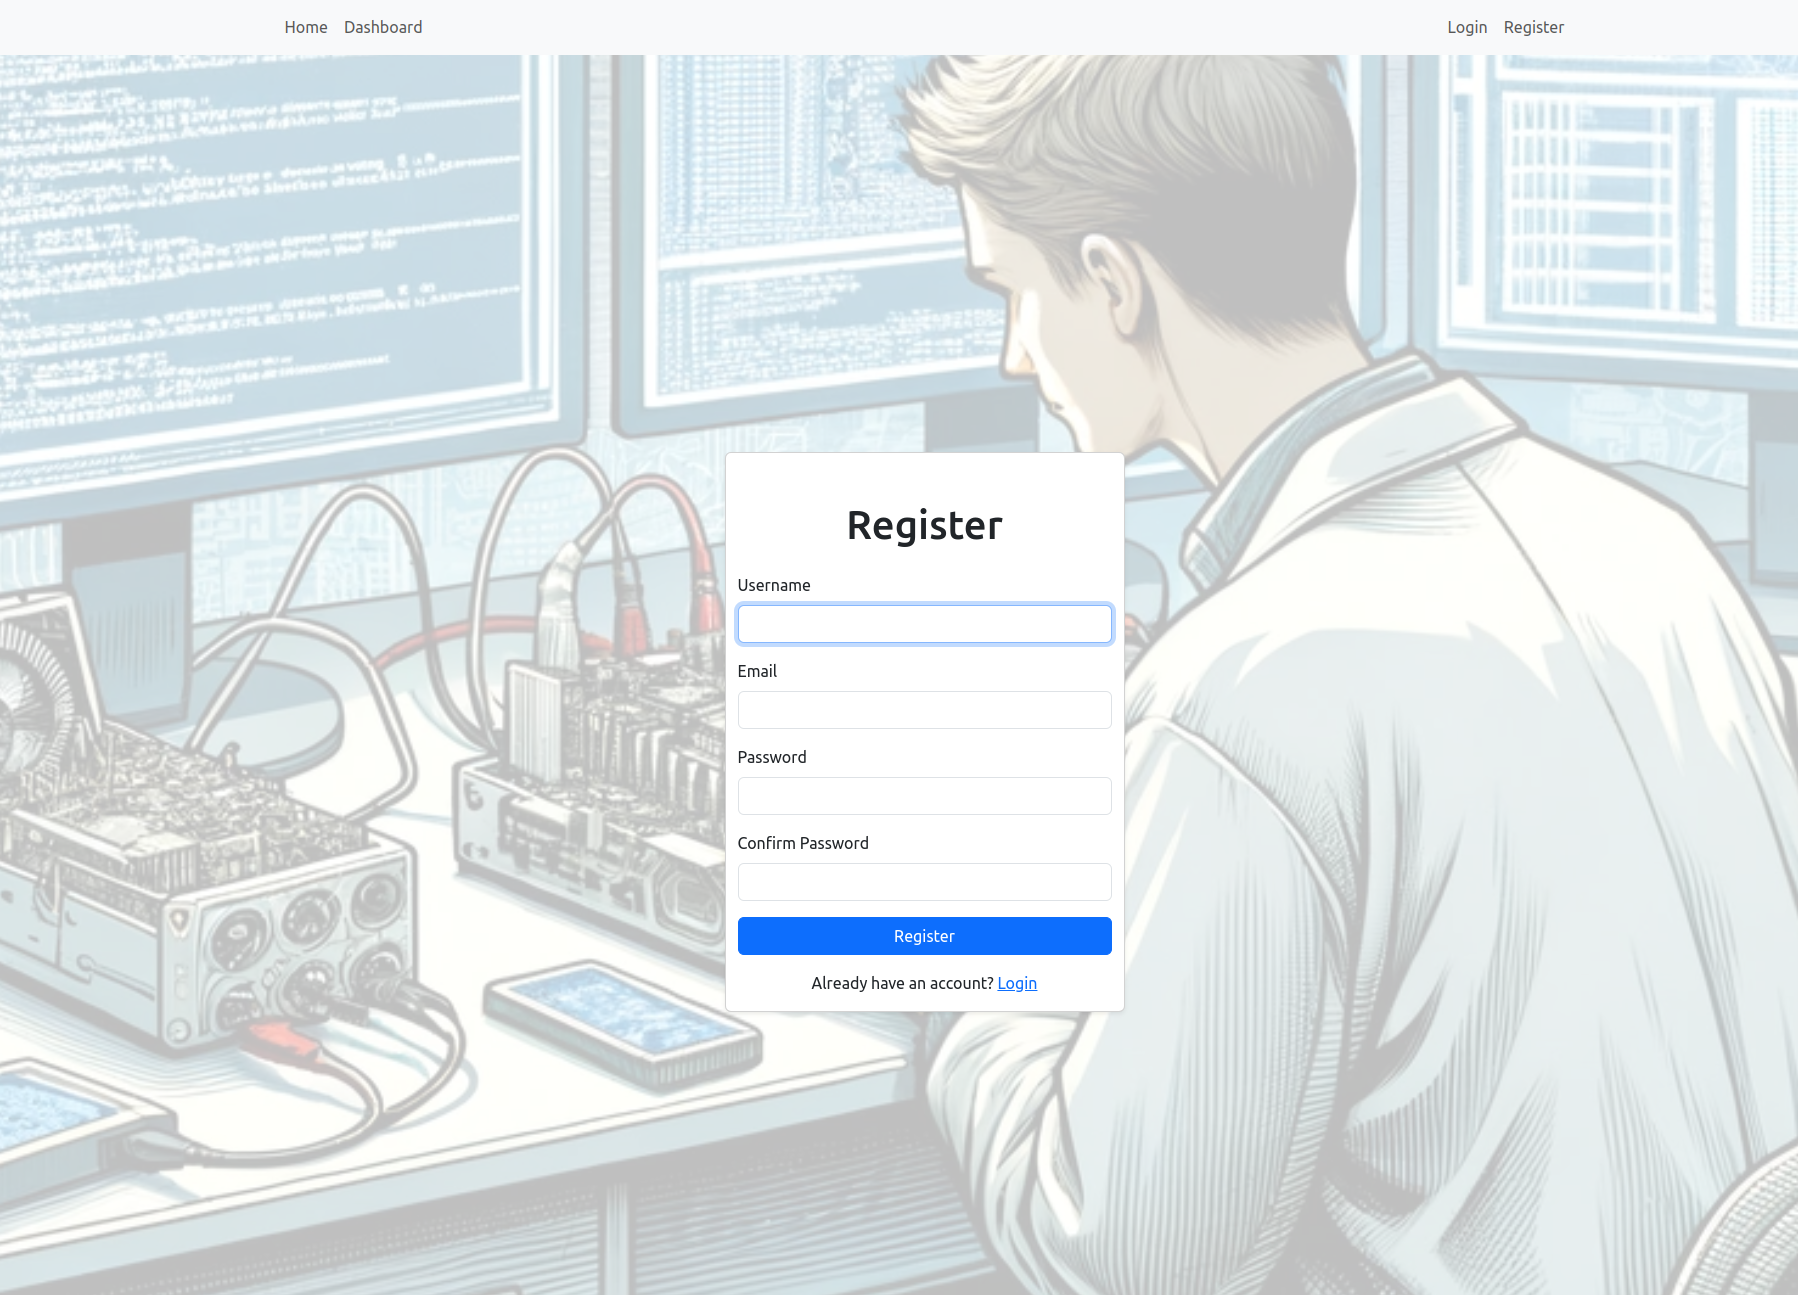 Home Dashboard Login Register
Register
Username
Email
Password
Confirm Password
Register
Already have an account? Login